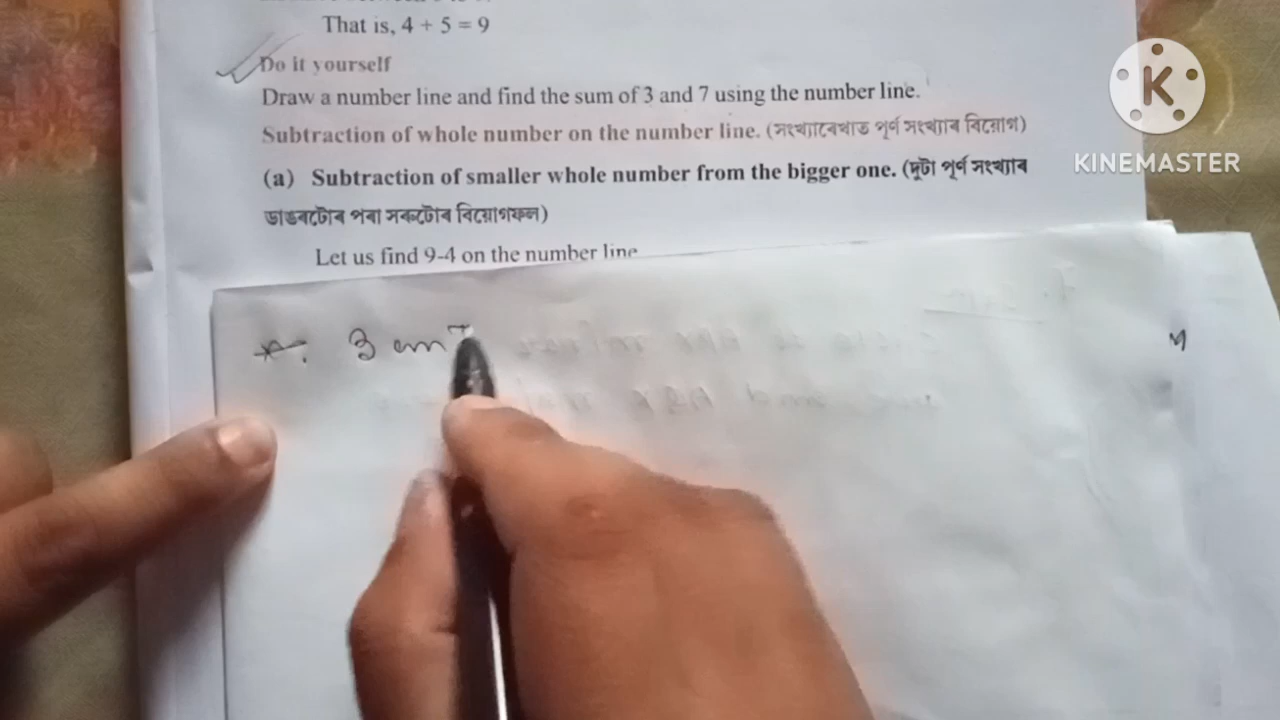 That is, 4 + 5 = 9
Do it yourself
Draw a number line and find the sum of 3 and 7 using the number line.
Subtraction of whole number on the number line. (সংখ্যাৰেখাত পূৰ্ণ সংখ্যাৰ বিয়োগ)
(a) Subtraction of smaller whole number from the bigger one. (দুটা পূৰ্ণ সংখ্যাৰ
ডাঙৰটোৰ পৰা সৰুটোৰ বিয়োগফল)
Let us find 9-4 on the number line
3
K
KINEMASTER